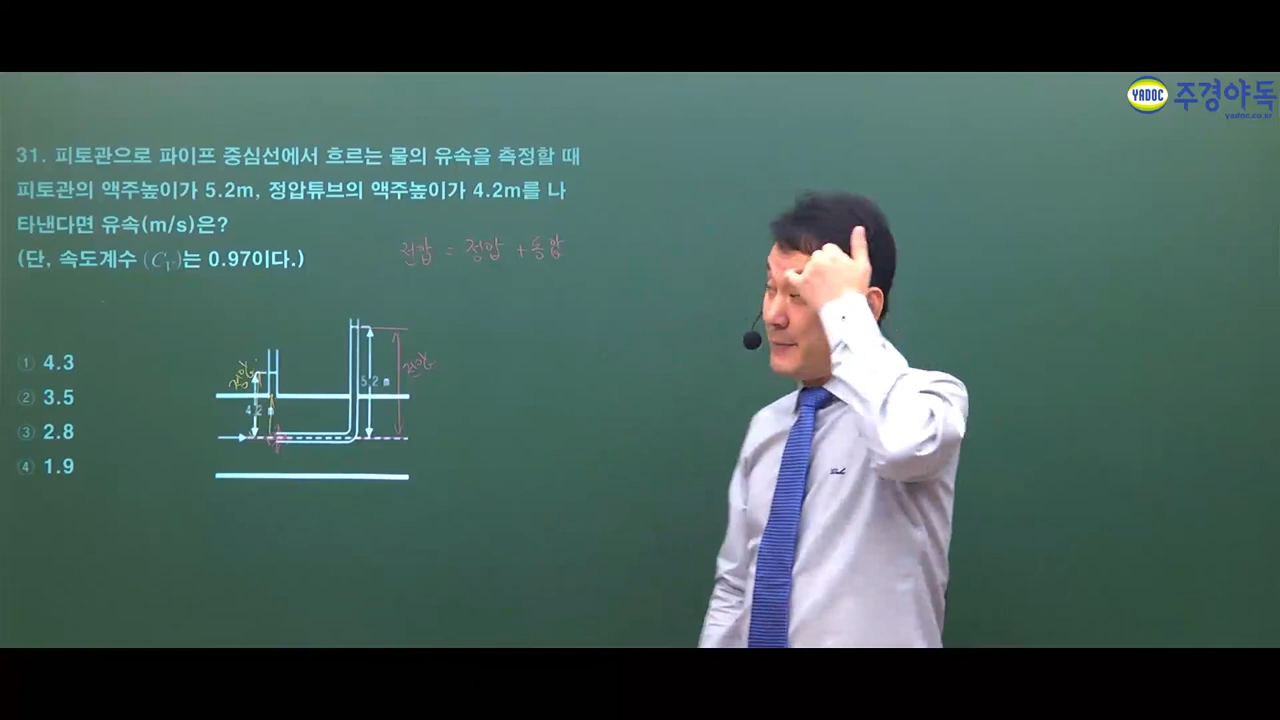 YADOC 주경야독
yadoc.co.kr
31. 피토관으로 파이프 중심선에서 흐르는 물의 유속을 측정할 때
피토관의 액주높이가 5.2m, 정압튜브의 액주높이가 4.2m를 나
타낸다면 유속(m/s)은?
(단, 속도계수 (Cv)는 0.97이다.)
전압 = 정압 + 동압
① 4.3
② 3.5
③ 2.8
④ 1.9
정압
5.2 m
전압
4.2 m